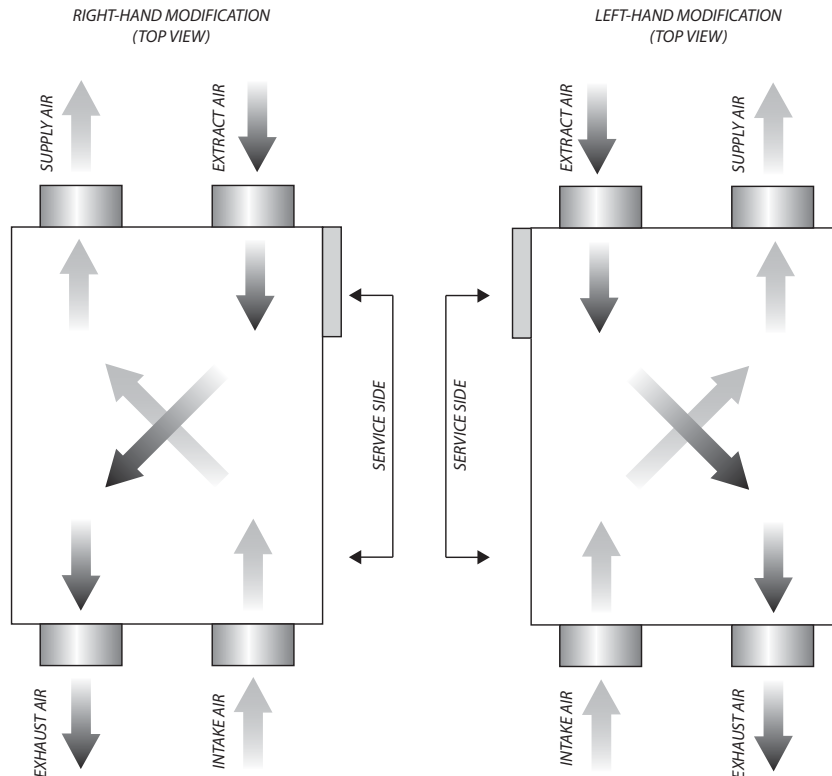 RIGHT-HAND MODIFICATION
(TOP VIEW)
LEFT-HAND MODIFICATION
(TOP VIEW)
SUPPLY AIR
EXTRACT AIR
EXTRACT AIR
SUPPLY AIR
SERVICE SIDE
SERVICE SIDE
EXHAUST AIR
INTAKE AIR
INTAKE AIR
EXHAUST AIR